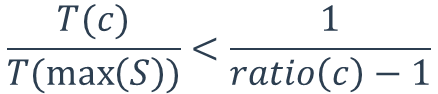 T(c)/T(max(S)) < 1/ratio(c) − 1